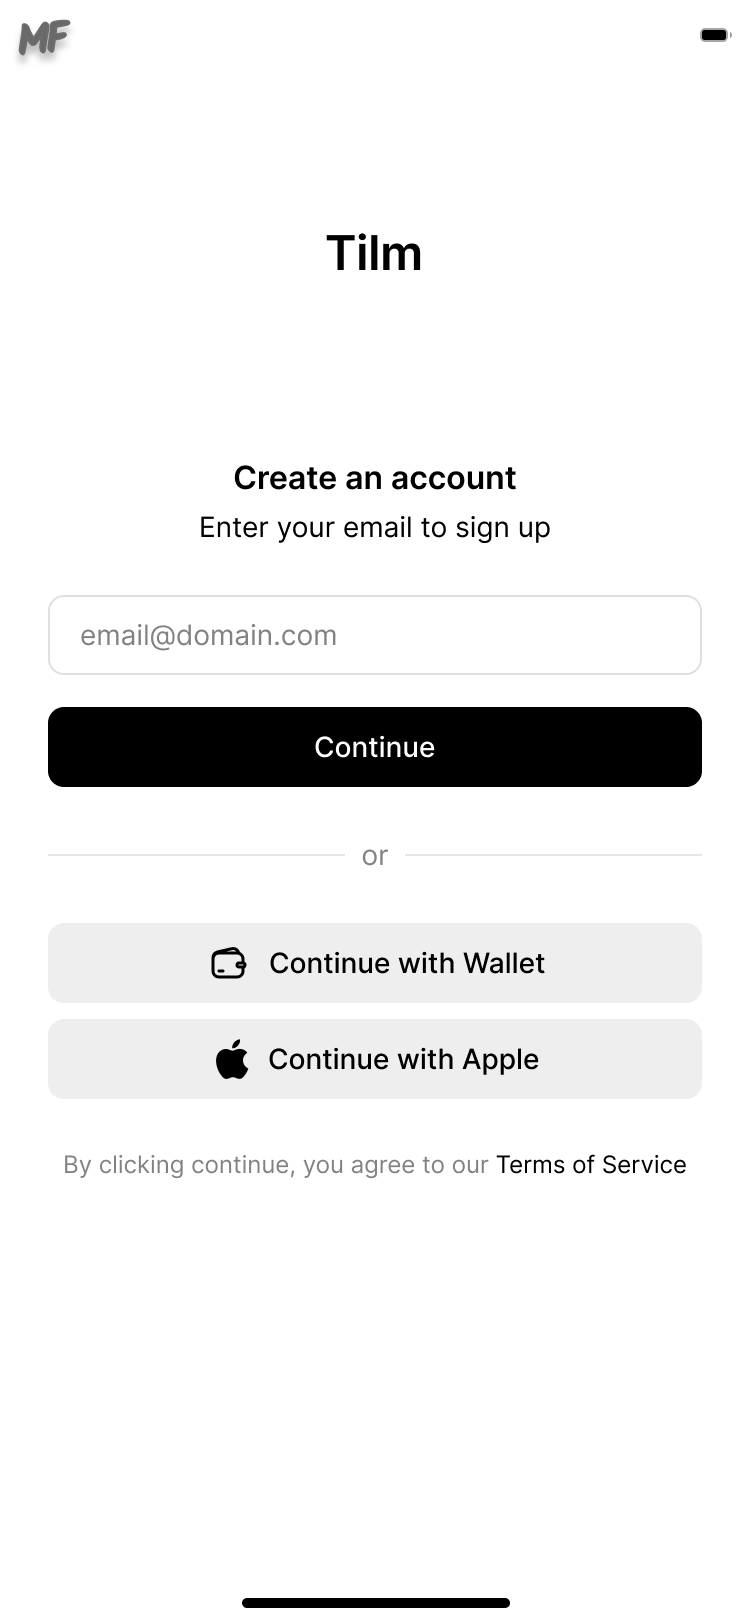 MF
Tilm
Create an account
Enter your email to sign up
email@domain.com
Continue
or
Continue with Wallet
Continue with Apple
By clicking continue, you agree to our Terms of Service